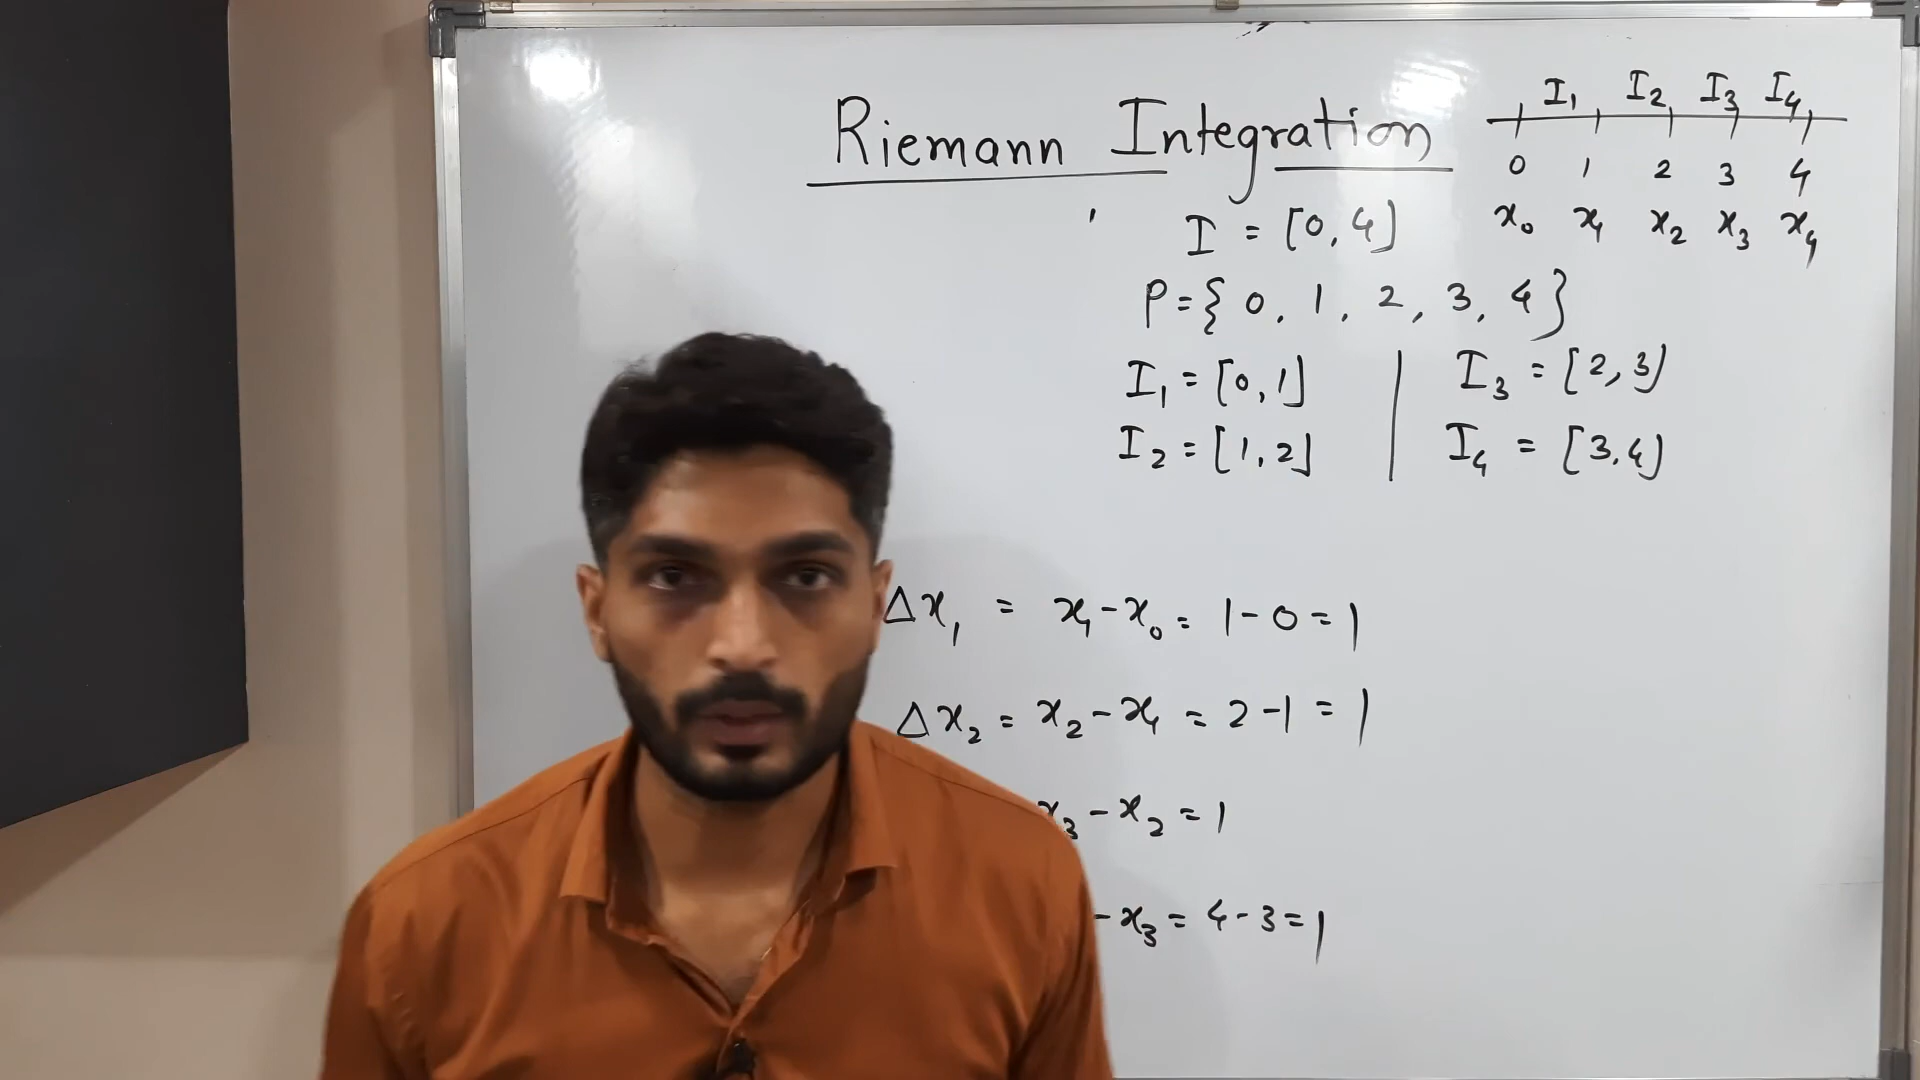 Riemann Integration
I₁ I₂ I₃ I₄
0 1 2 3 4
x₀ x₁ x₂ x₃ x₄
I = [0, 4]
P = { 0, 1, 2, 3, 4 }
I₁ = [0, 1] | I₃ = [2, 3]
I₂ = [1, 2] | I₄ = [3, 4]
Δx₁ = x₁ - x₀ = 1 - 0 = 1
Δx₂ = x₂ - x₁ = 2 - 1 = 1
x₃ - x₂ = 1
- x₃ = 4 - 3 = 1